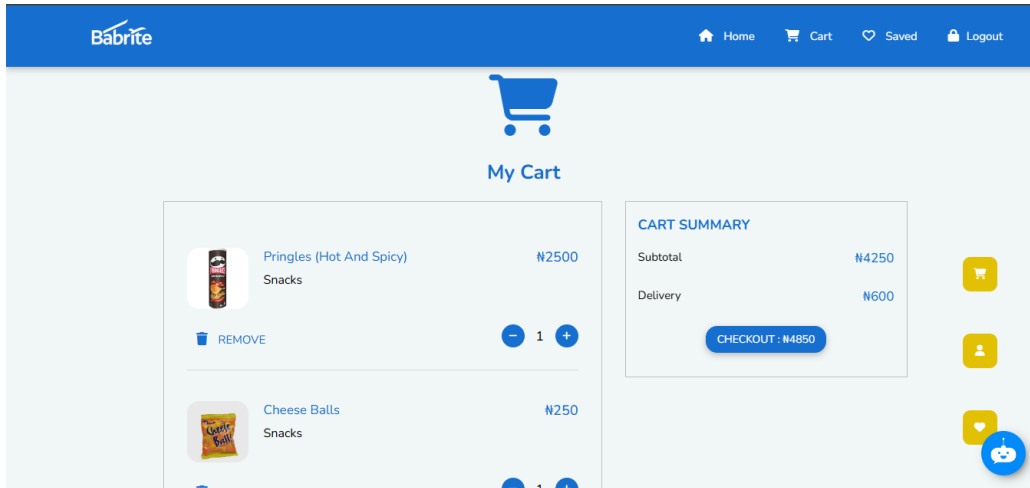 Babrite
Home Cart Saved Logout
My Cart
Pringles (Hot And Spicy) ₦2500
Snacks
REMOVE 1
Cheese Balls ₦250
Snacks
1
CART SUMMARY
Subtotal ₦4250
Delivery ₦600
CHECKOUT : ₦4850